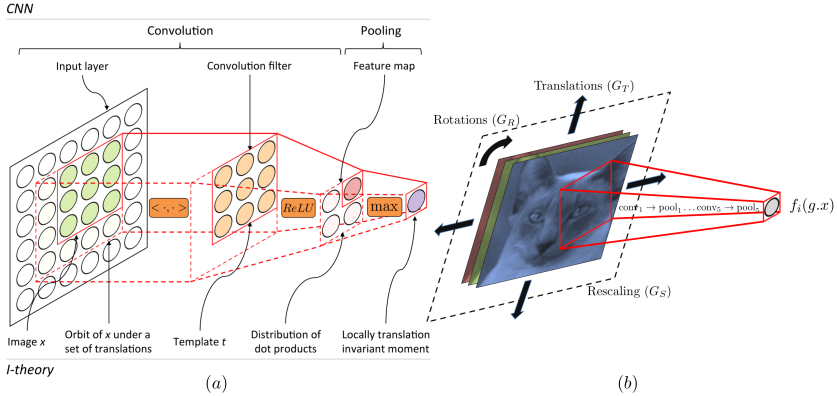 CNN
Convolution
Pooling
Input layer
Convolution filter
Feature map
< ·, · >
ReLU
max
Image x
Orbit of x under a
set of translations
Template t
Distribution of
dot products
Locally translation
invariant moment
I-theory
(a)
Translations (G_T)
Rotations (G_R)
conv₁ → pool₁ … conv₅ → pool₅
f_i(g.x)
Rescaling (G_S)
(b)